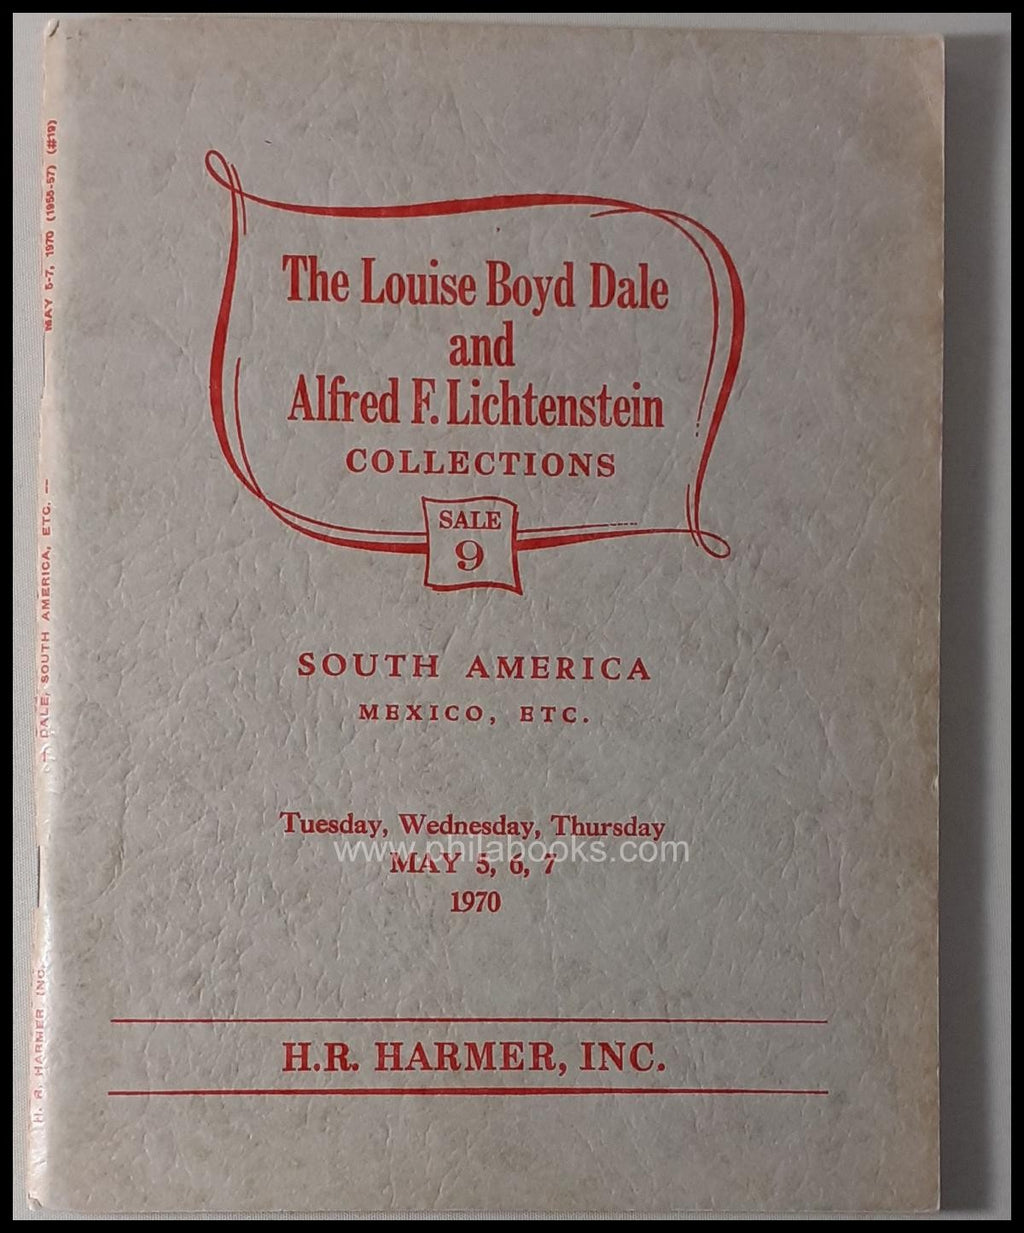 The Louise Boyd Dale
and
Alfred F. Lichtenstein
COLLECTIONS
SALE
9
SOUTH AMERICA
MEXICO, ETC.
Tuesday, Wednesday, Thursday
www.philabooks.com
MAY 5, 6, 7
1970
H.R. HARMER, INC.
H. R. HARMER, INC. — DALE, SOUTH AMERICA, ETC. — MAY 5-7, 1970 (1955-57) (#19)